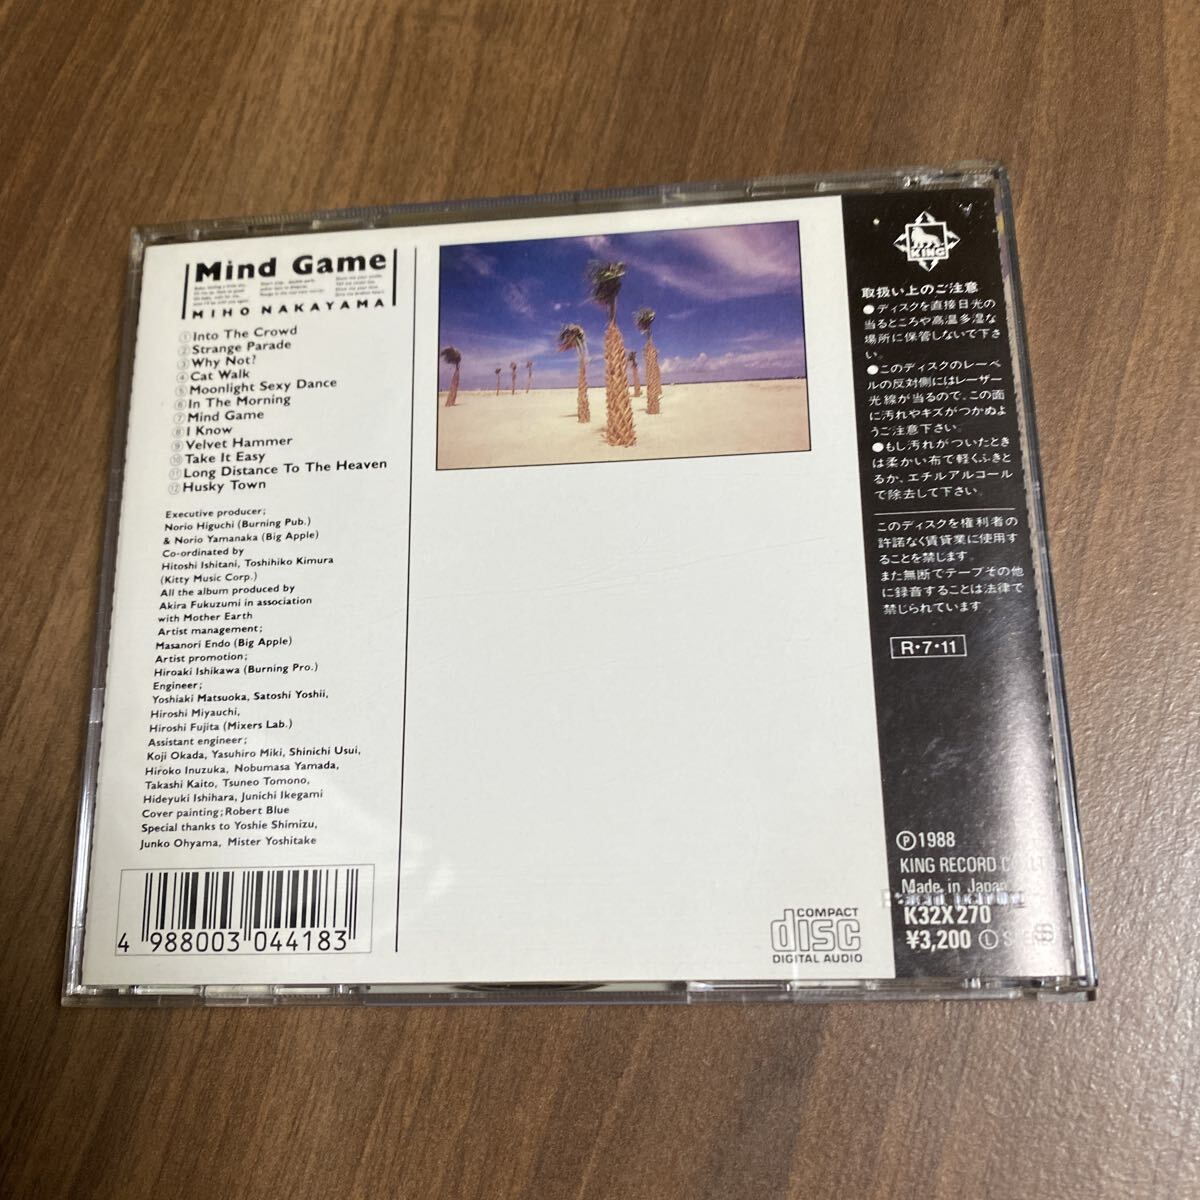 Mind Game
MIHO NAKAYAMA
① Into The Crowd
② Strange Parade
③ Why Not?
④ Cat Walk
⑤ Moonlight Sexy Dance
⑥ In The Morning
⑦ Mind Game
⑧ I Know
⑨ Velvet Hammer
⑩ Take It Easy
⑪ Long Distance To The Heaven
⑫ Husky Town
Executive producer;
Norio Higuchi (Burning Pub.)
& Norio Yamanaka (Big Apple)
Co-ordinated by
Hitoshi Ishitani, Toshihiko Kimura
(Kitty Music Corp.)
All the album produced by
Akira Fukuzumi in association
with Mother Earth
Artist management;
Masanori Endo (Big Apple)
Artist promotion;
Hiroaki Ishikawa (Burning Pro.)
Engineer;
Yoshiaki Matsuoka, Satoshi Yoshii,
Hiroshi Miyauchi,
Hiroshi Fujita (Mixers Lab.)
Assistant engineer;
Koji Okada, Yasuhiro Miki, Shinichi Usui,
Hiroko Inuzuka, Nobumasa Yamada,
Takashi Kaito, Tsuneo Tomono,
Hideyuki Ishihara, Junichi Ikegami
Cover painting; Robert Blue
Special thanks to Yoshie Shimizu,
Junko Ohyama, Mister Yoshitake
4 988003 044183
COMPACT
disc
DIGITAL AUDIO
KING
取扱い上のご注意
●ディスクを直接日光の
当るところや高温多湿な
場所に保管しないで下さ
い。
●このディスクのレーベ
ルの反対側にはレーザー
光線が当るので、この面
に汚れやキズがつかぬよ
うご注意下さい。
●もし汚れがついたとき
は柔かい布で軽くふきと
るか、エチルアルコール
で除去して下さい。
このディスクを権利者の
許諾なく賃貸業に使用す
ることを禁じます。
また無断でテープその他
に録音することは法律で
禁じられています
R・7・11
Ⓟ1988
KING RECORD
Made in Japan
K32X270
¥3,200 Ⓛ